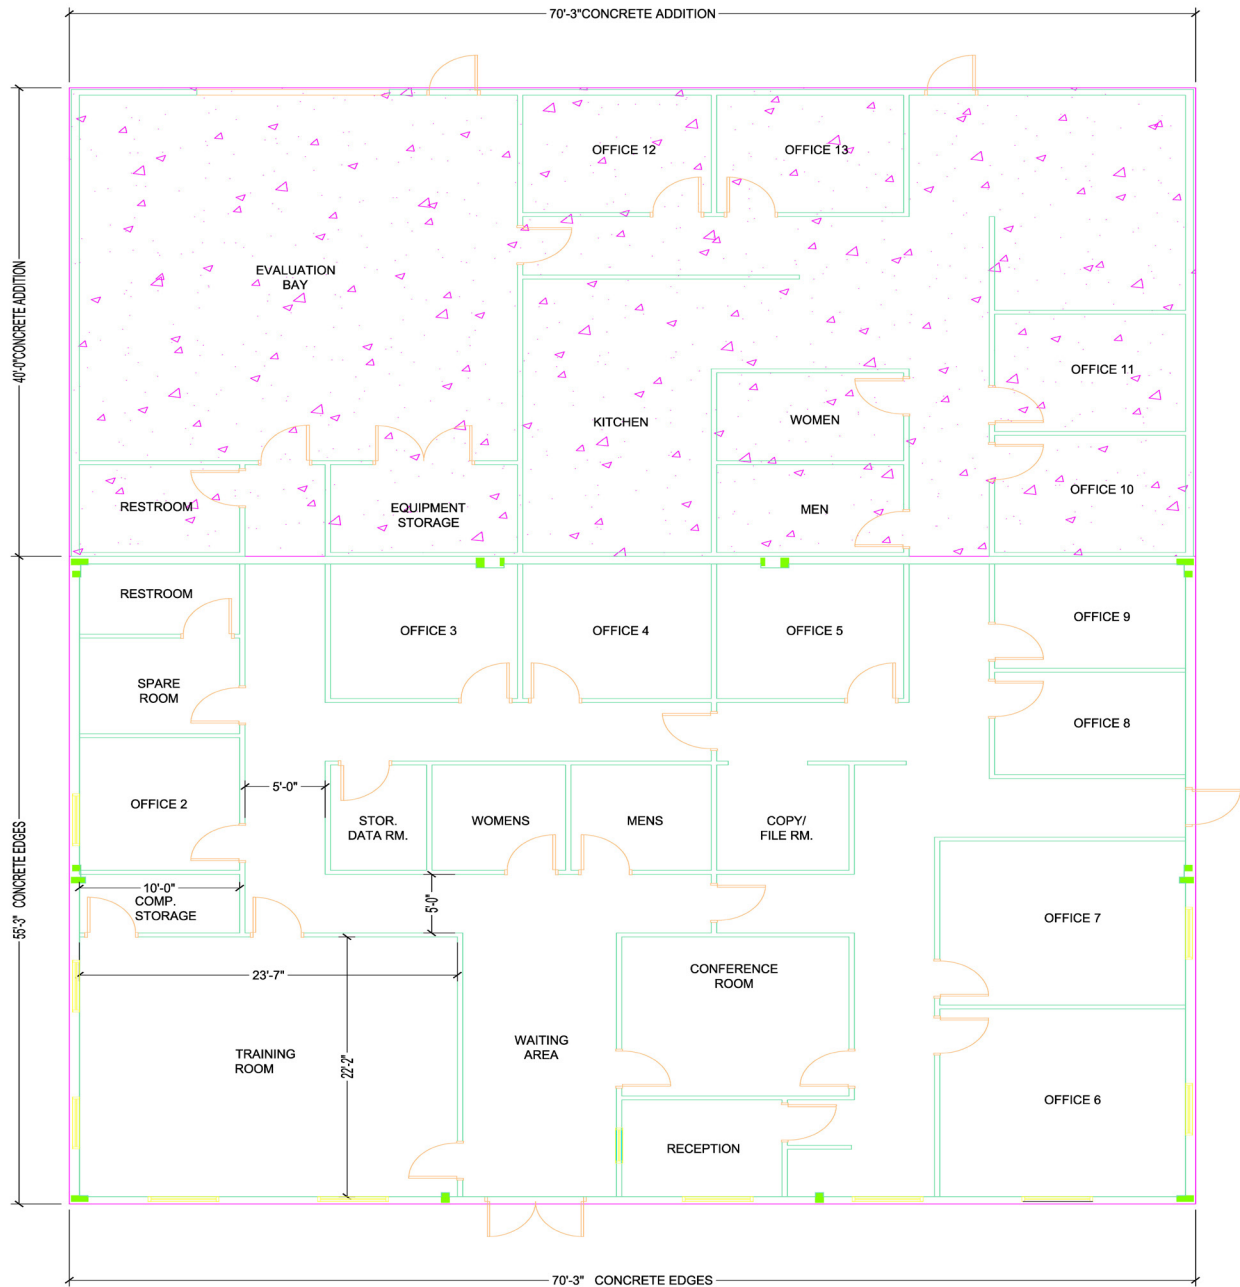 70'-3"CONCRETE ADDITION
OFFICE 12
OFFICE 13
EVALUATION
BAY
40'-0"CONCRETE ADDITION
OFFICE 11
KITCHEN
WOMEN
OFFICE 10
RESTROOM
EQUIPMENT
STORAGE
MEN
RESTROOM
OFFICE 3
OFFICE 4
OFFICE 5
OFFICE 9
SPARE
ROOM
OFFICE 8
5'-0"
OFFICE 2
STOR.
DATA RM.
WOMENS
MENS
COPY/
FILE RM.
55'-3" CONCRETE EDGES
10'-0"
COMP.
STORAGE
5'-0"
OFFICE 7
23'-7"
CONFERENCE
ROOM
TRAINING
ROOM
22'-2"
WAITING
AREA
OFFICE 6
RECEPTION
70'-3" CONCRETE EDGES